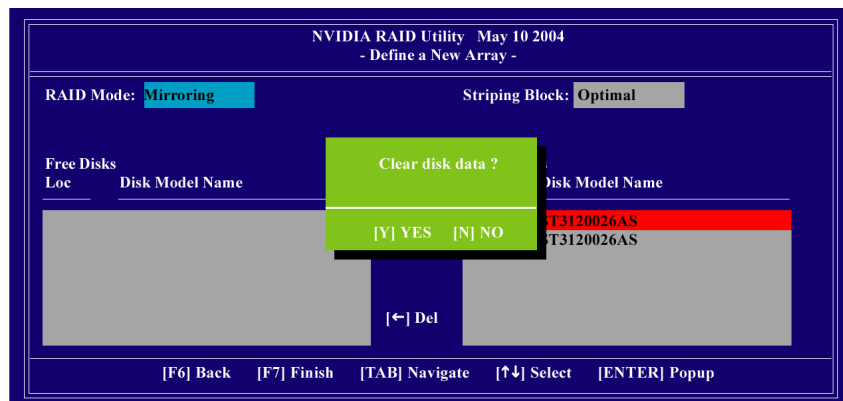 NVIDIA RAID Utility May 10 2004
- Define a New Array -
RAID Mode: Mirroring Striping Block: Optimal
Free Disks
Loc Disk Model Name Disk Model Name
Clear disk data ?
[Y] YES [N] NO
ST3120026AS
ST3120026AS
[←] Del
[F6] Back [F7] Finish [TAB] Navigate [↑↓] Select [ENTER] Popup